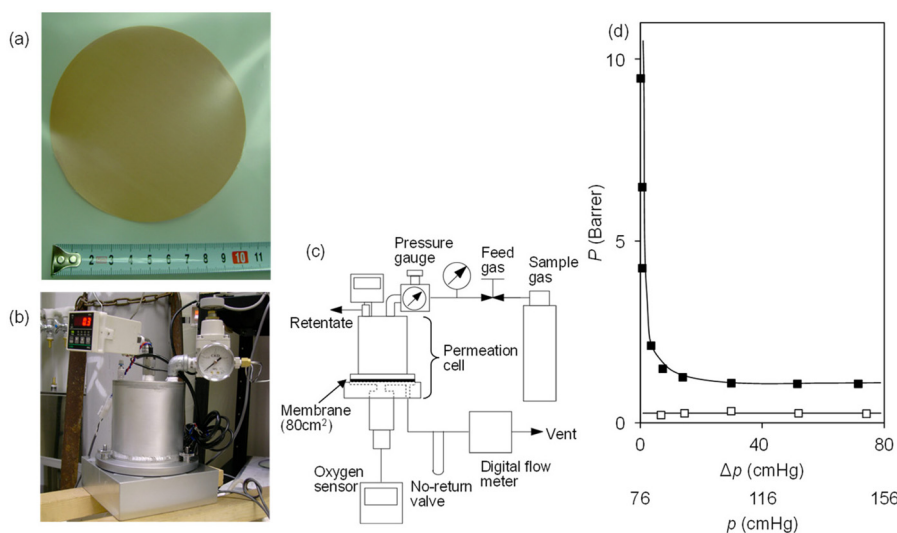 (a)
2 3 4 5 6 7 8 9 10 11
(b)
0.3
(c)
Pressure
gauge
Feed
gas
Sample
gas
Retentate
Permeation
cell
Membrane
(80cm²)
Vent
Oxygen
sensor
No-return
valve
Digital flow
meter
(d)
10
5
0
P (Barrer)
0 40 80
Δp (cmHg)
76 116 156
p (cmHg)